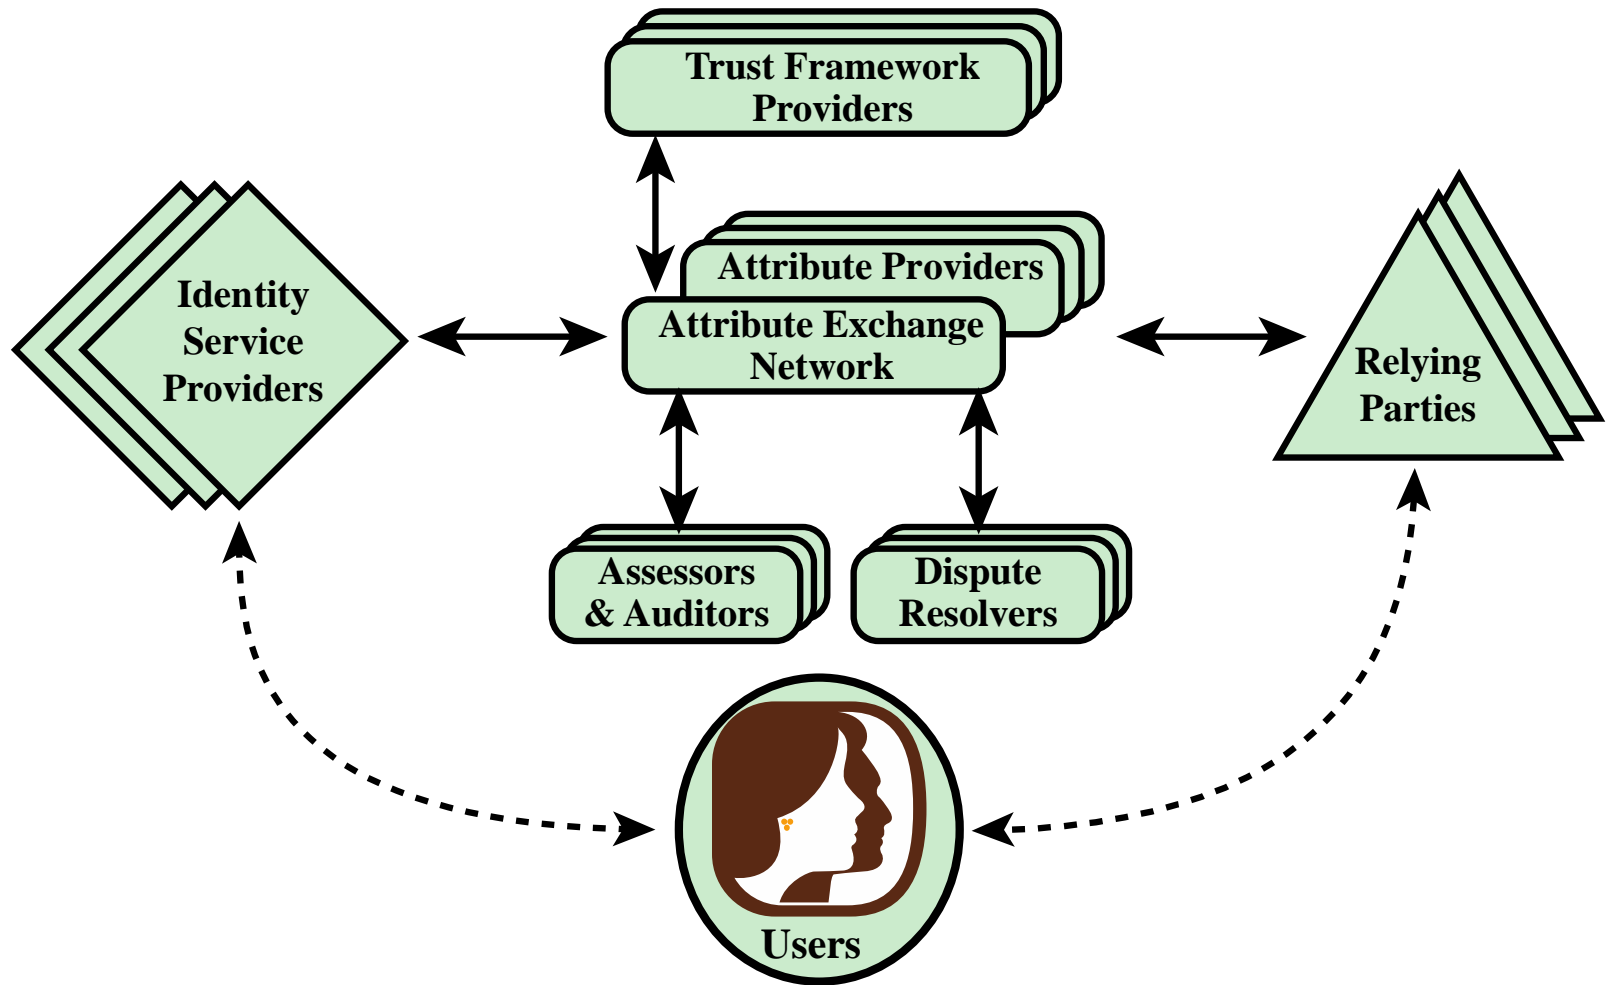 Trust Framework
Providers
Attribute Providers
Attribute Exchange
Network
Identity
Service
Providers
Relying
Parties
Assessors
& Auditors
Dispute
Resolvers
Users